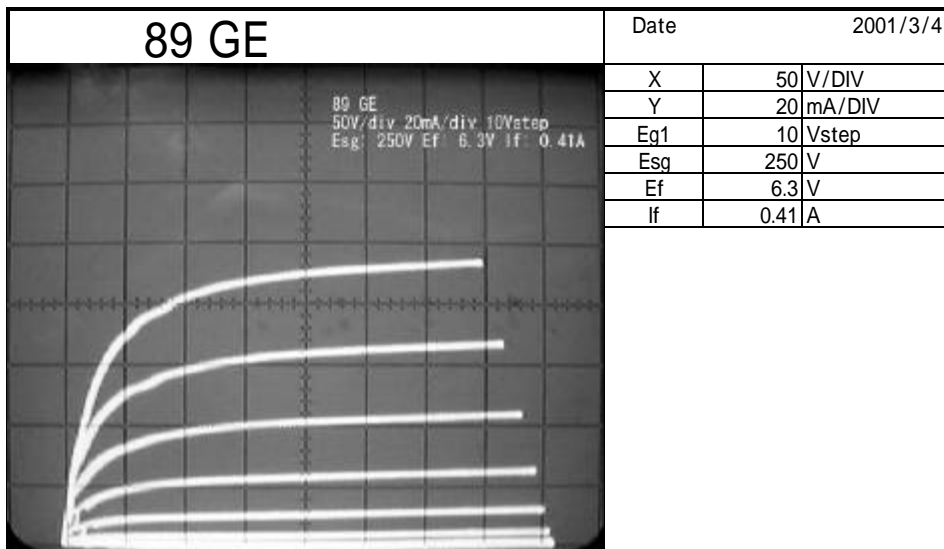 89 GE
Date 2001/3/4
X 50 V/DIV
Y 20 mA/DIV
Eg1 10 Vstep
Esg 250 V
Ef 6.3 V
If 0.41 A
89 GE
50V/div 20mA/div 10Vstep
Esg: 250V Ef: 6.3V If: 0.41A